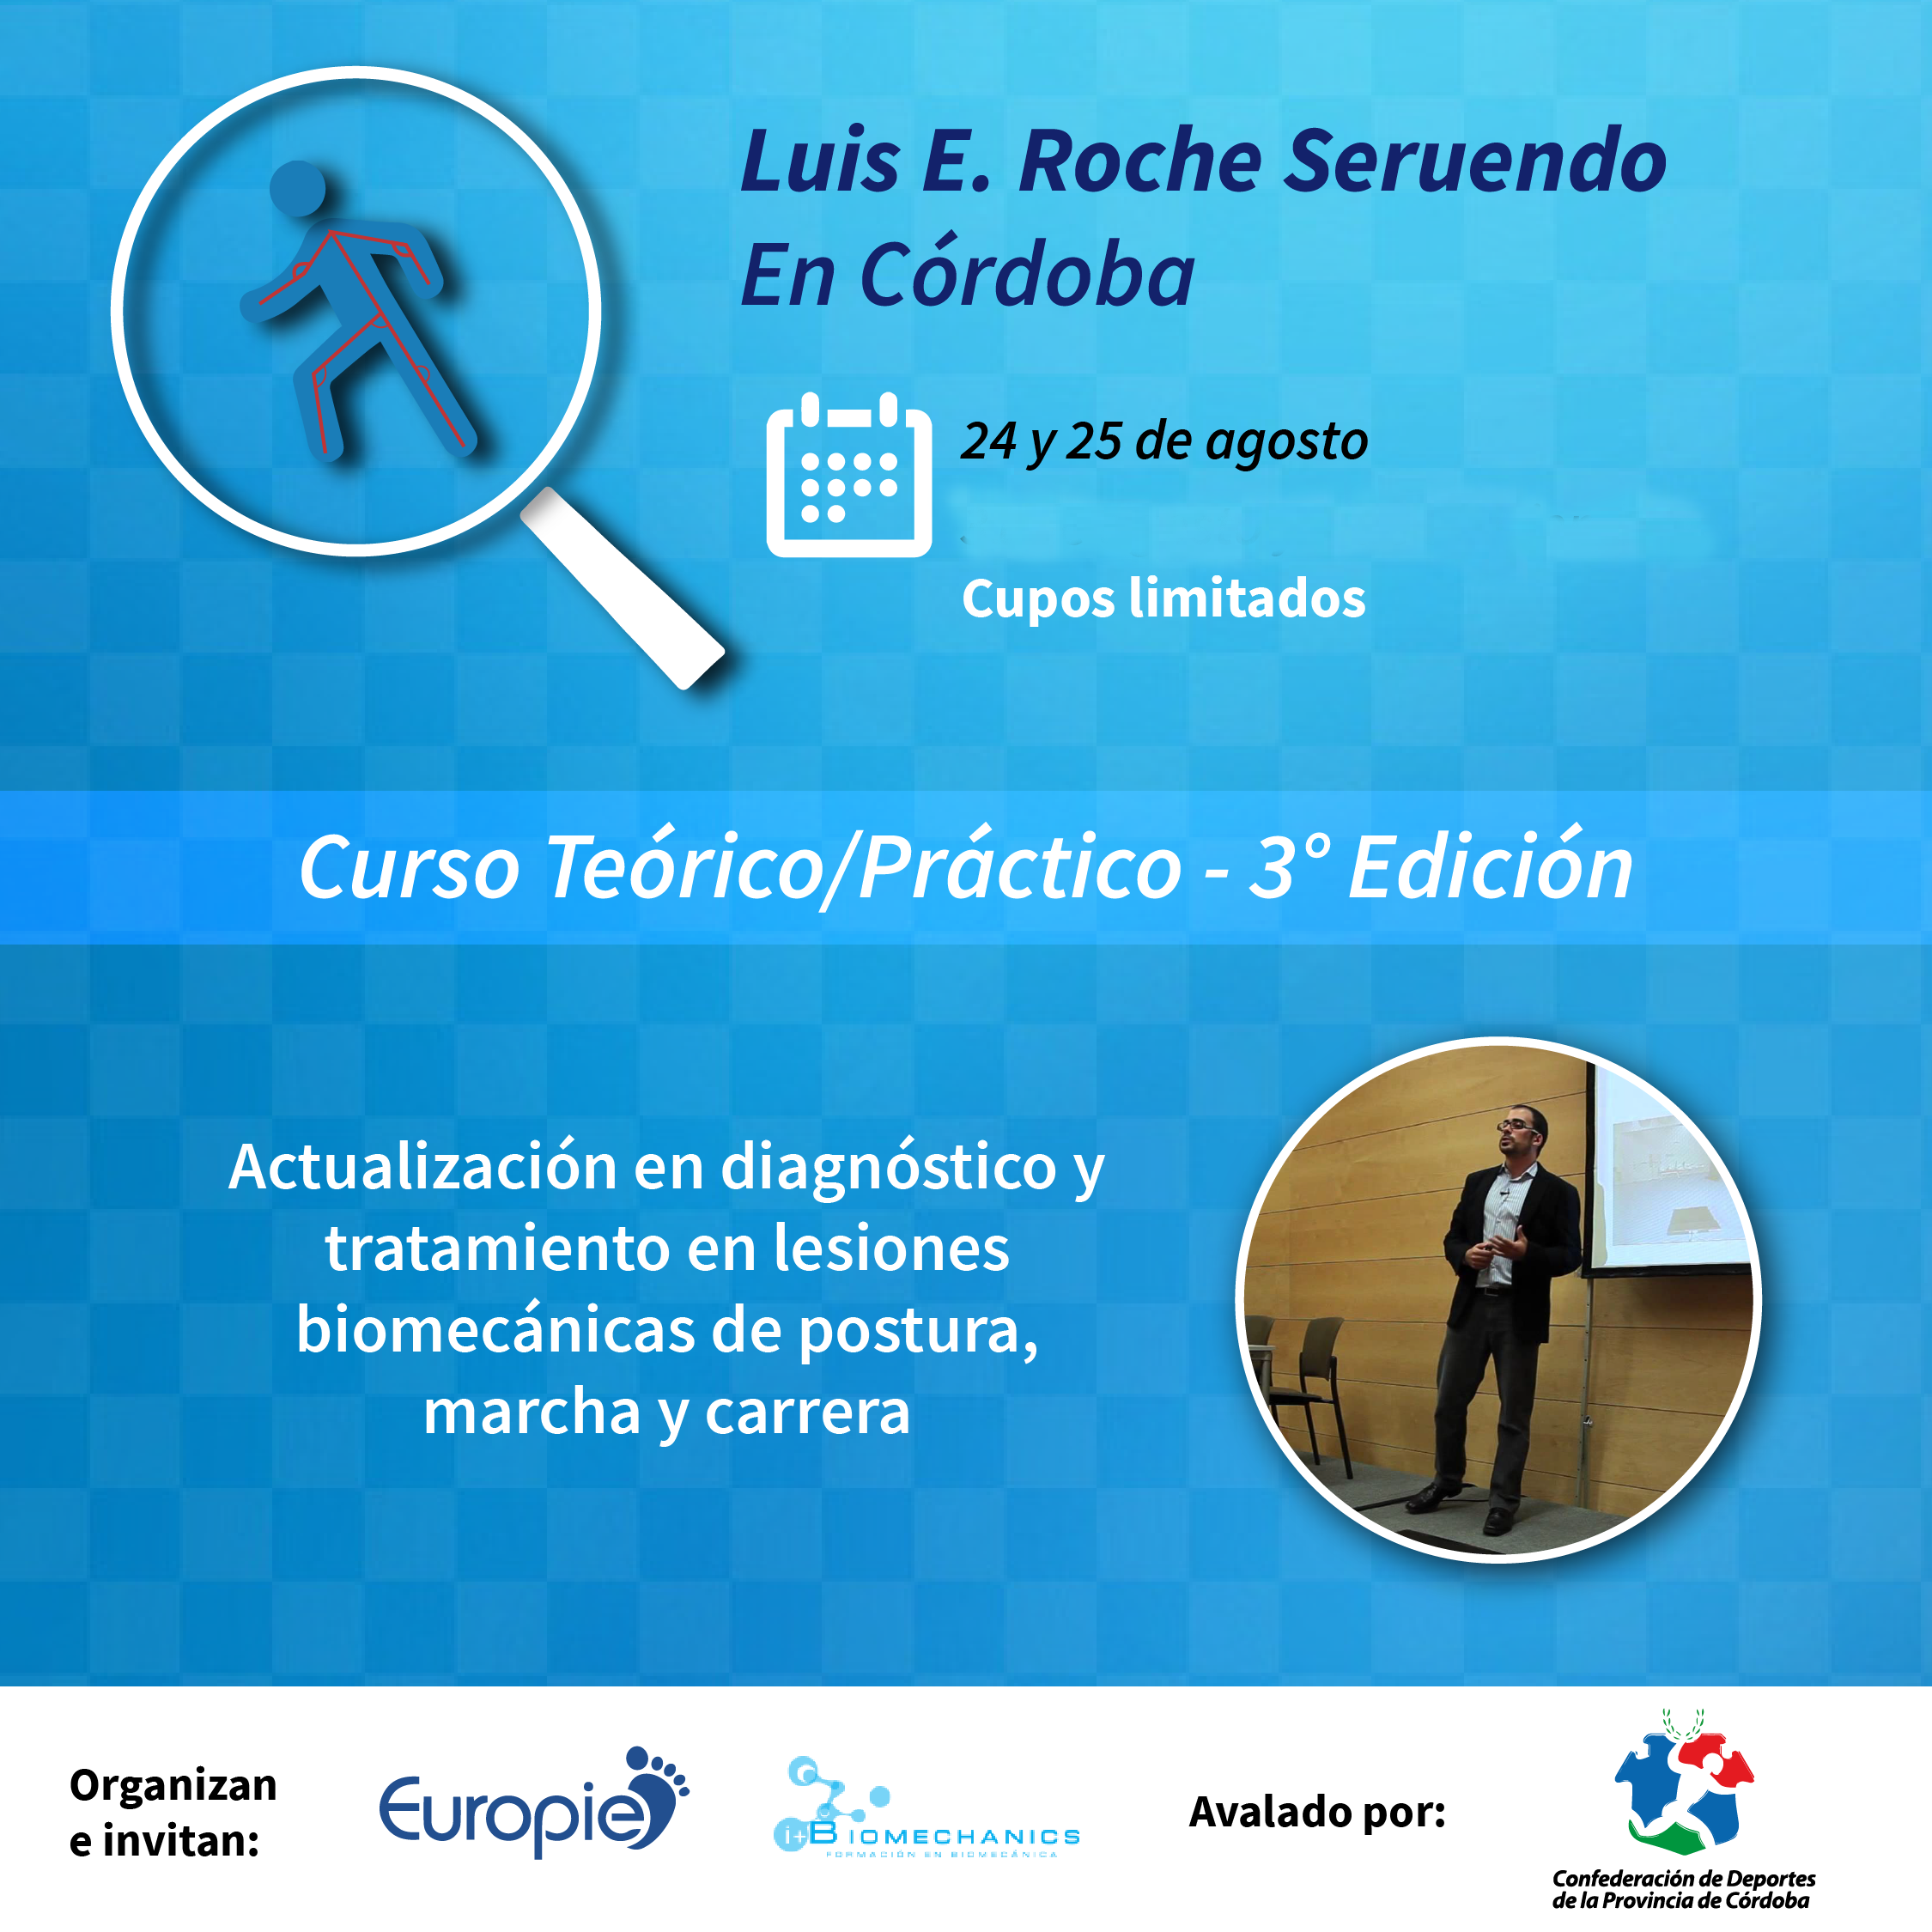 Luis E. Roche Seruendo
En Córdoba
24 y 25 de agosto
Cupos limitados
Curso Teórico/Práctico - 3° Edición
Actualización en diagnóstico y
tratamiento en lesiones
biomecánicas de postura,
marcha y carrera
Organizan
e invitan:
Europie
i+BIOMECHANICS
FORMACIÓN EN BIOMECÁNICA
Avalado por:
Confederación de Deportes
de la Provincia de Córdoba